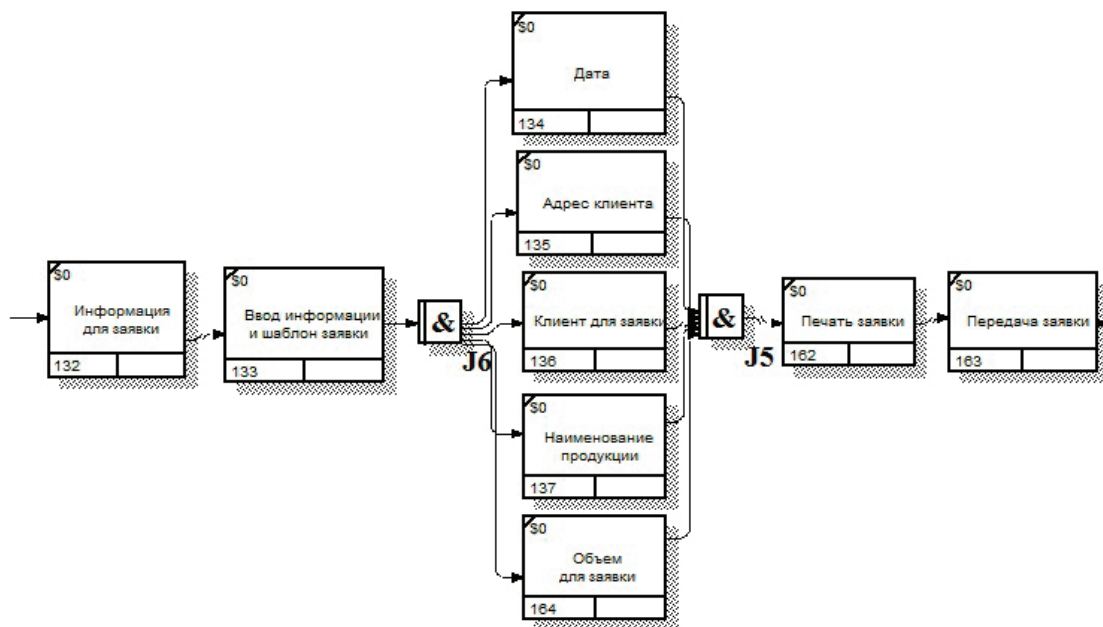 $0
Дата
134
$0
Адрес клиента
135
$0
Информация
для заявки
132
$0
Ввод информации
и шаблон заявки
133
&
J6
$0
Клиент для заявки
136
&
J5
$0
Печать заявки
162
$0
Передача заявки
163
$0
Наименование
продукции
137
$0
Объем
для заявки
164